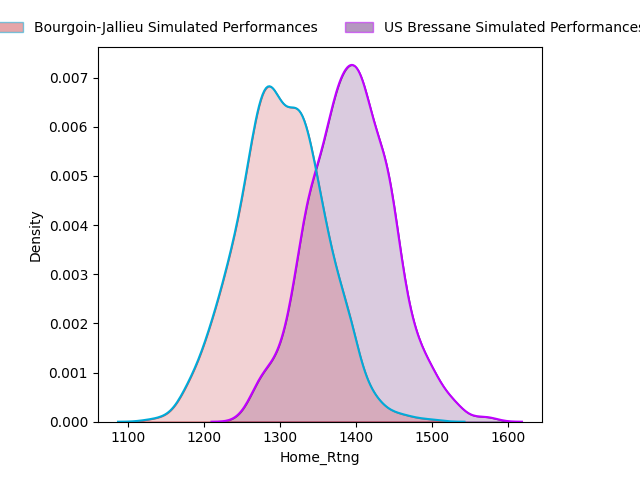 Bourgoin-Jallieu Simulated Performances US Bressane Simulated Performances
0.007
0.006
0.005
0.004
0.003
0.002
0.001
0.000
Density
1100 1200 1300 1400 1500 1600
Home_Rtng